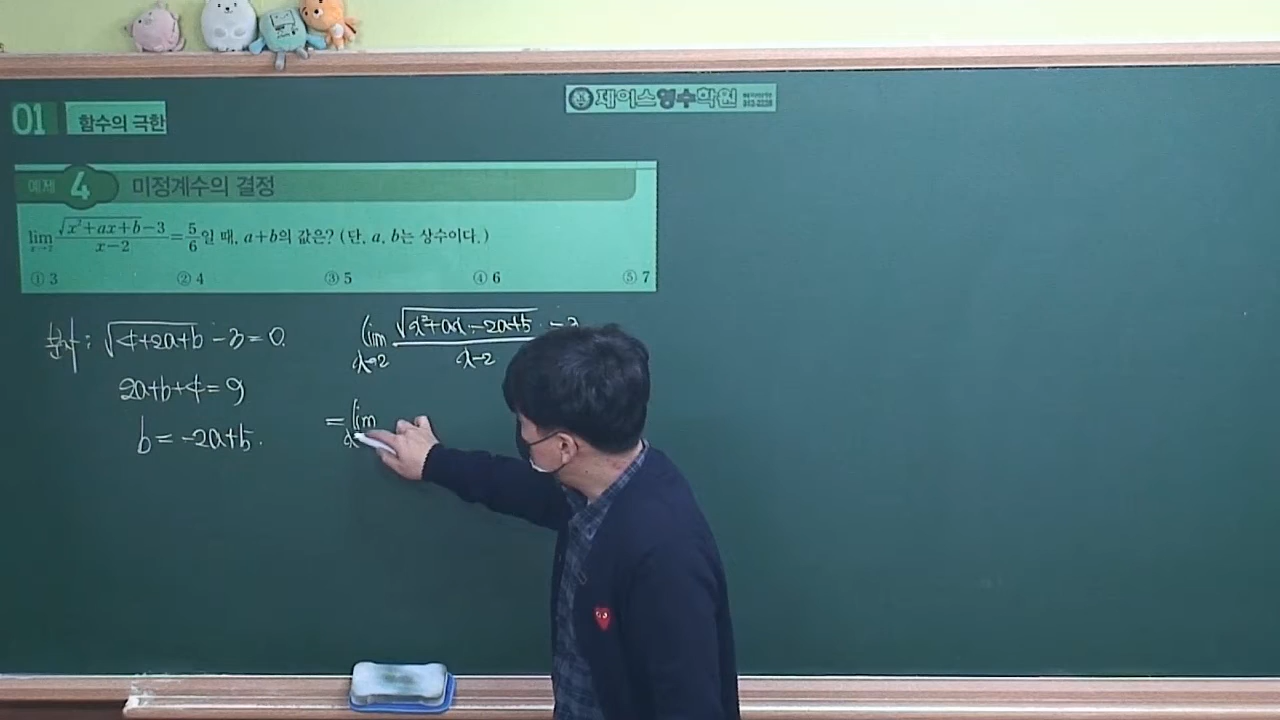 제이스영수학원
01 함수의 극한
예제 4 미정계수의 결정
lim x→2 √(x²+ax+b)-3 / x-2 = 5/6 일 때, a+b의 값은? (단, a, b는 상수이다.)
① 3 ② 4 ③ 5 ④ 6 ⑤ 7
분자: √(4+2a+b) -3=0.
2a+b+4=9
b=-2a+5.
lim x→2 √(x²+ax-2a+5) -3 / x-2
= lim x